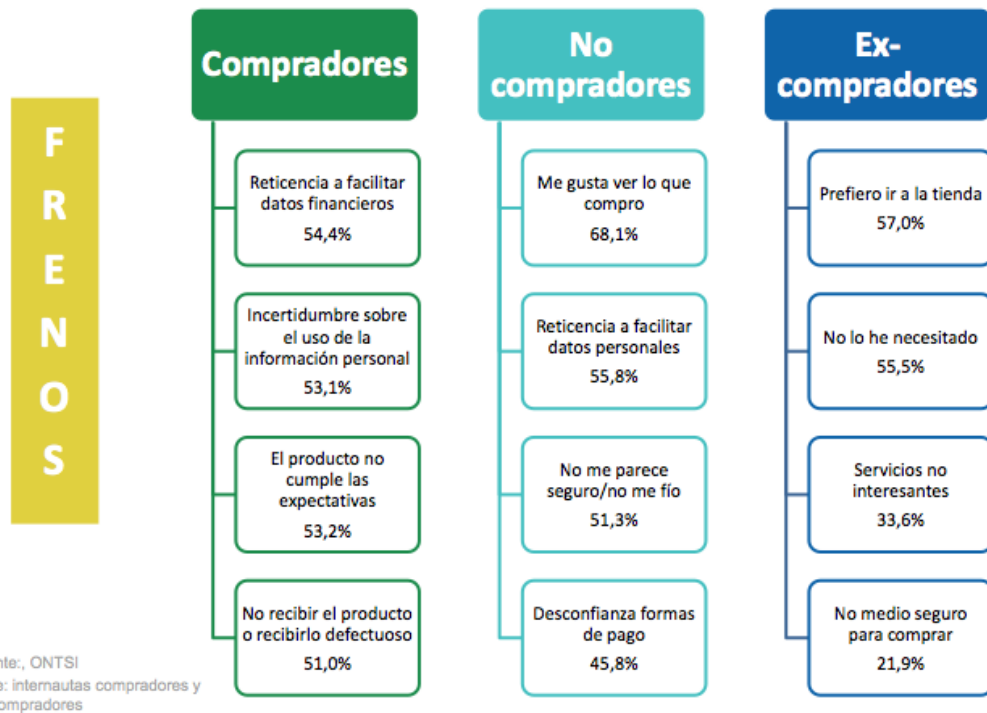 FRENOS
Compradores
Reticencia a facilitar
datos financieros
54,4%
Incertidumbre sobre
el uso de la
información personal
53,1%
El producto no
cumple las
expectativas
53,2%
No recibir el producto
o recibirlo defectuoso
51,0%
No
compradores
Me gusta ver lo que
compro
68,1%
Reticencia a facilitar
datos personales
55,8%
No me parece
seguro/no me fío
51,3%
Desconfianza formas
de pago
45,8%
Ex-
compradores
Prefiero ir a la tienda
57,0%
No lo he necesitado
55,5%
Servicios no
interesantes
33,6%
No medio seguro
para comprar
21,9%
nte:, ONTSI
e: internautas compradores y
ompradores